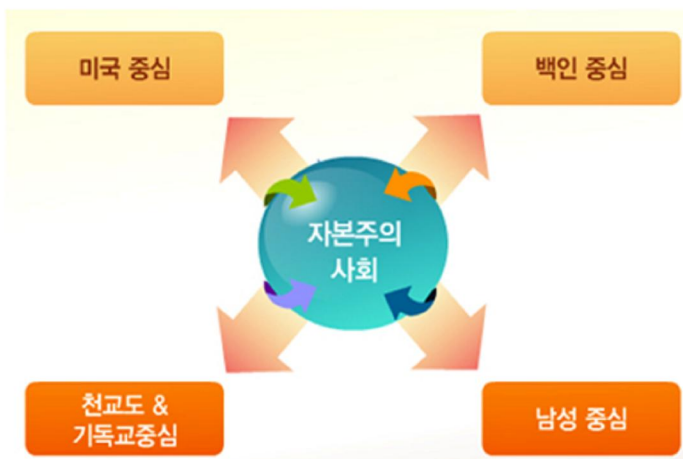 미국 중심
백인 중심
자본주의
사회
천교도 &
기독교중심
남성 중심